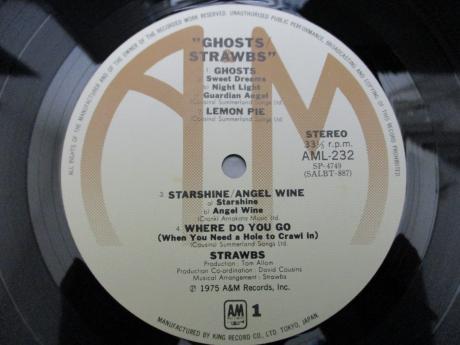 ALL RIGHTS OF THE MANUFACTURER AND OF THE OWNER OF THE RECORDED WORK RESERVED. UNAUTHORISED PUBLIC PERFORMANCE, BROADCASTING AND COPYING OF THIS RECORD PROHIBITED.
"GHOSTS/
STRAWBS"
1. GHOSTS
Sweet Dreams
b) Night Light
Guardian Angel
(Cousins) Summerland Songs Ltd.
LEMON PIE
(Cousins) Summerland Songs Ltd.
STEREO
33⅓ r.p.m.
AML-232
SP-4749
(SALBT-887)
3. STARSHINE/ANGEL WINE
a) Starshine
b) Angel Wine
(Cronk) Arnakata Music Ltd.
4. WHERE DO YOU GO
(When You Need a Hole to Crawl In)
(Cousins) Summerland Songs Ltd.
STRAWBS
Production : Tom Allom
Production Co-ordination : David Cousins
Musical Arrangement : Strawbs
℗ 1975 A&M Records, Inc.
AM
RECORDS
1
MANUFACTURED BY KING RECORD CO., LTD. TOKYO, JAPAN.